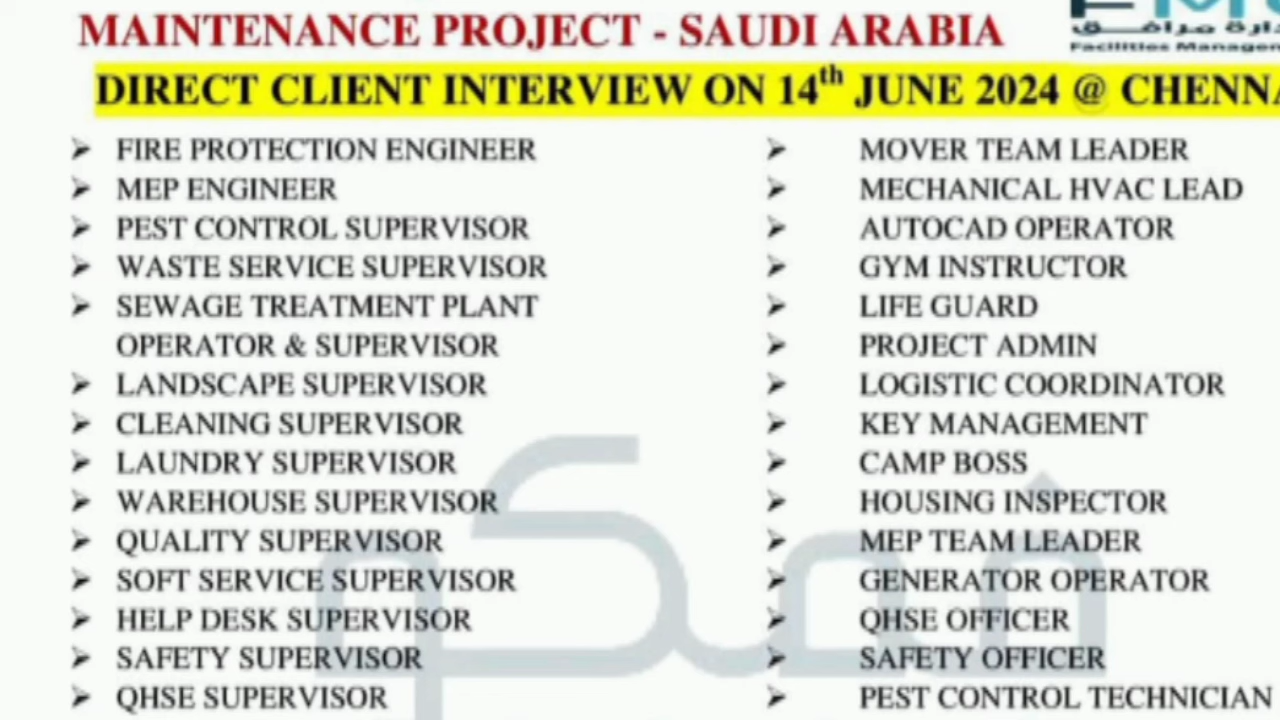 MAINTENANCE PROJECT - SAUDI ARABIA
Facilities Manage
DIRECT CLIENT INTERVIEW ON 14th JUNE 2024 @ CHENNA
➢ FIRE PROTECTION ENGINEER
➢ MEP ENGINEER
➢ PEST CONTROL SUPERVISOR
➢ WASTE SERVICE SUPERVISOR
➢ SEWAGE TREATMENT PLANT
OPERATOR & SUPERVISOR
➢ LANDSCAPE SUPERVISOR
➢ CLEANING SUPERVISOR
➢ LAUNDRY SUPERVISOR
➢ WAREHOUSE SUPERVISOR
➢ QUALITY SUPERVISOR
➢ SOFT SERVICE SUPERVISOR
➢ HELP DESK SUPERVISOR
➢ SAFETY SUPERVISOR
➢ QHSE SUPERVISOR
➢ MOVER TEAM LEADER
➢ MECHANICAL HVAC LEAD
➢ AUTOCAD OPERATOR
➢ GYM INSTRUCTOR
➢ LIFE GUARD
➢ PROJECT ADMIN
➢ LOGISTIC COORDINATOR
➢ KEY MANAGEMENT
➢ CAMP BOSS
➢ HOUSING INSPECTOR
➢ MEP TEAM LEADER
➢ GENERATOR OPERATOR
➢ QHSE OFFICER
➢ SAFETY OFFICER
➢ PEST CONTROL TECHNICIAN
فمكو